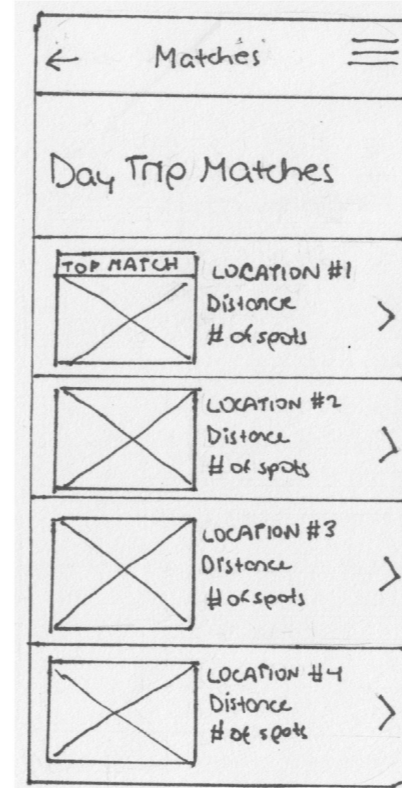 Matches
Day Trip Matches
TOP MATCH
LOCATION #1
Distance
# of spots
LOCATION #2
Distance
# of spots
LOCATION #3
Distance
# of spots
LOCATION #4
Distance
# of spots